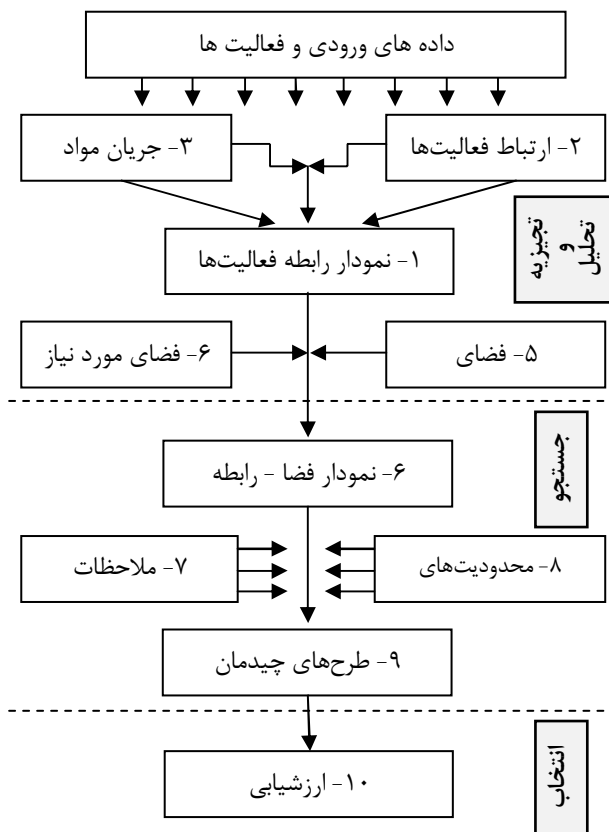 داده های ورودی و فعالیت ها
۲- ارتباط فعالیت‌ها
۳- جریان مواد
تجیزیه
و
تحلیل
۱- نمودار رابطه فعالیت‌ها
۵- فضای
۶- فضای مورد نیاز
جستجو
۶- نمودار فضا - رابطه
۸- محدودیت‌های
۷- ملاحظات
۹- طرح‌های چیدمان
انتخاب
۱۰- ارزشیابی